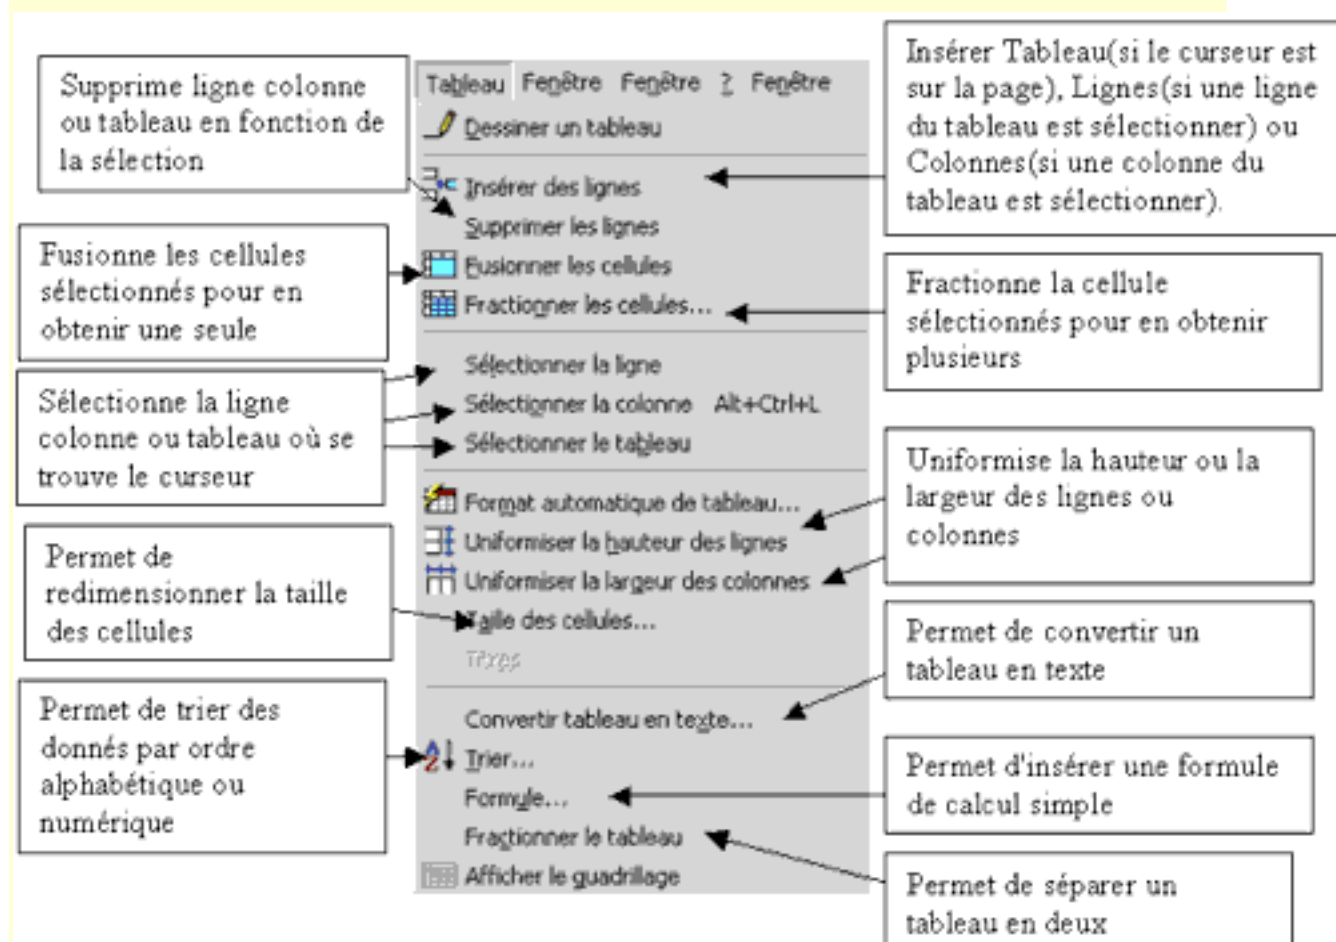 Supprime ligne colonne
ou tableau en fonction de
la sélection
Fusionne les cellules
sélectionnés pour en
obtenir une seule
Sélectionne la ligne
colonne ou tableau où se
trouve le curseur
Permet de
redimensionner la taille
des cellules
Permet de trier des
donnés par ordre
alphabétique ou
numérique
Tableau Fenêtre Fenêtre ? Fenêtre
Dessiner un tableau
Insérer des lignes
Supprimer les lignes
Fusionner les cellules
Fractionner les cellules...
Sélectionner la ligne
Sélectionner la colonne Alt+Ctrl+L
Sélectionner le tableau
Format automatique de tableau...
Uniformiser la hauteur des lignes
Uniformiser la largeur des colonnes
Taille des cellules...
Titres
Convertir tableau en texte...
Trier...
Formule...
Fractionner le tableau
Afficher le quadrillage
Insérer Tableau(si le curseur est
sur la page), Lignes(si une ligne
du tableau est sélectionner) ou
Colonnes(si une colonne du
tableau est sélectionner).
Fractionne la cellule
sélectionnés pour en obtenir
plusieurs
Uniformise la hauteur ou la
largeur des lignes ou
colonnes
Permet de convertir un
tableau en texte
Permet d'insérer une formule
de calcul simple
Permet de séparer un
tableau en deux